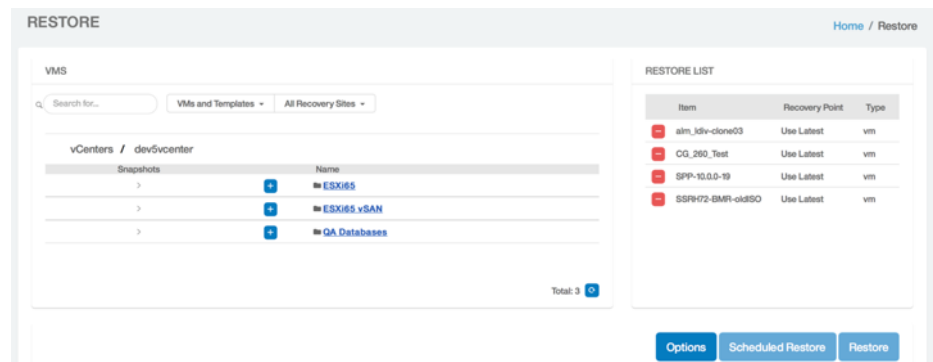 RESTORE
Home / Restore
VMS
Search for...
VMs and Templates
All Recovery Sites
vCenters / dev5vcenter
Snapshots Name
ESXi65
ESXi65 vSAN
QA Databases
Total: 3
RESTORE LIST
Item Recovery Point Type
alm_ldiv-clone03 Use Latest vm
CG_260_Test Use Latest vm
SPP-10.0.0-19 Use Latest vm
SSRH72-BMR-oldISO Use Latest vm
Options Scheduled Restore Restore